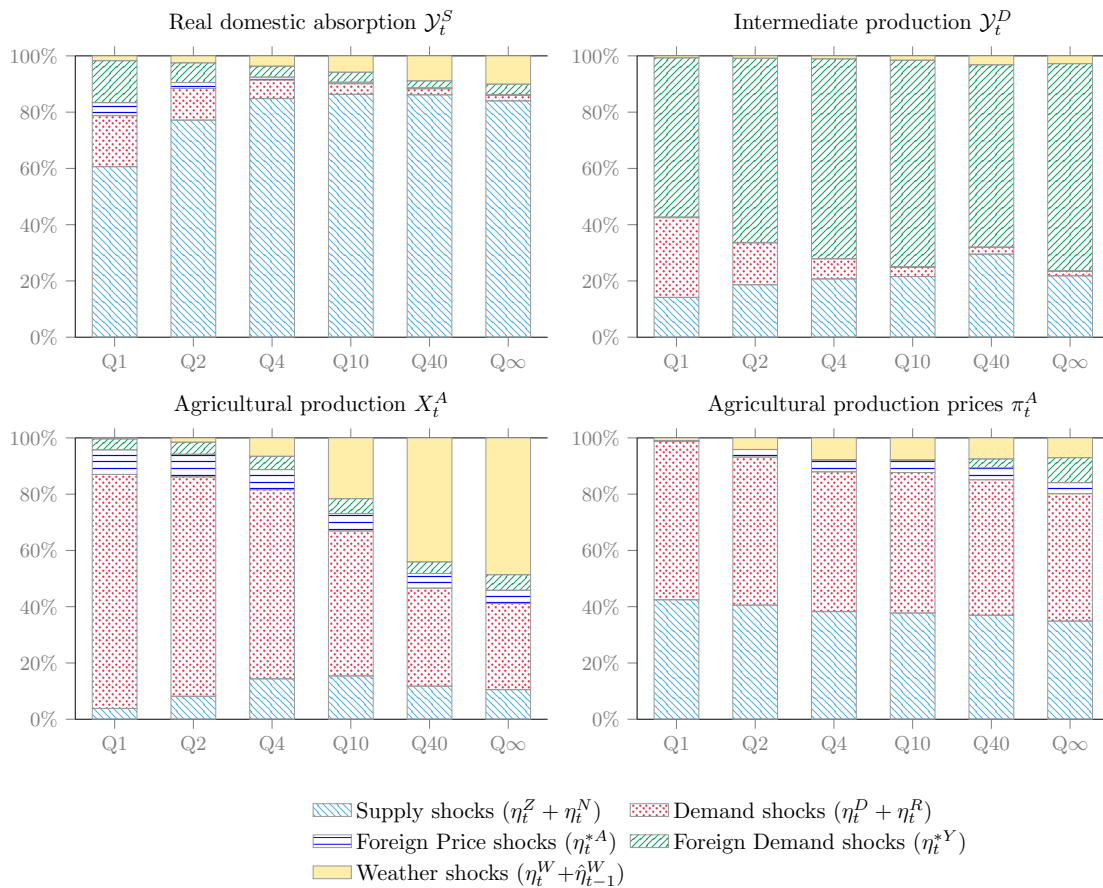 Real domestic absorption 𝒴_t^S
Intermediate production 𝒴_t^D
100%
80%
60%
40%
20%
0%
Q1 Q2 Q4 Q10 Q40 Q∞
100%
80%
60%
40%
20%
0%
Q1 Q2 Q4 Q10 Q40 Q∞
Agricultural production X_t^A
Agricultural production prices π_t^A
100%
80%
60%
40%
20%
0%
Q1 Q2 Q4 Q10 Q40 Q∞
100%
80%
60%
40%
20%
0%
Q1 Q2 Q4 Q10 Q40 Q∞
Supply shocks (η_t^Z + η_t^N)
Demand shocks (η_t^D + η_t^R)
Foreign Price shocks (η_t^{*A})
Foreign Demand shocks (η_t^{*Y})
Weather shocks (η_t^W + η̂_{t−1}^W)